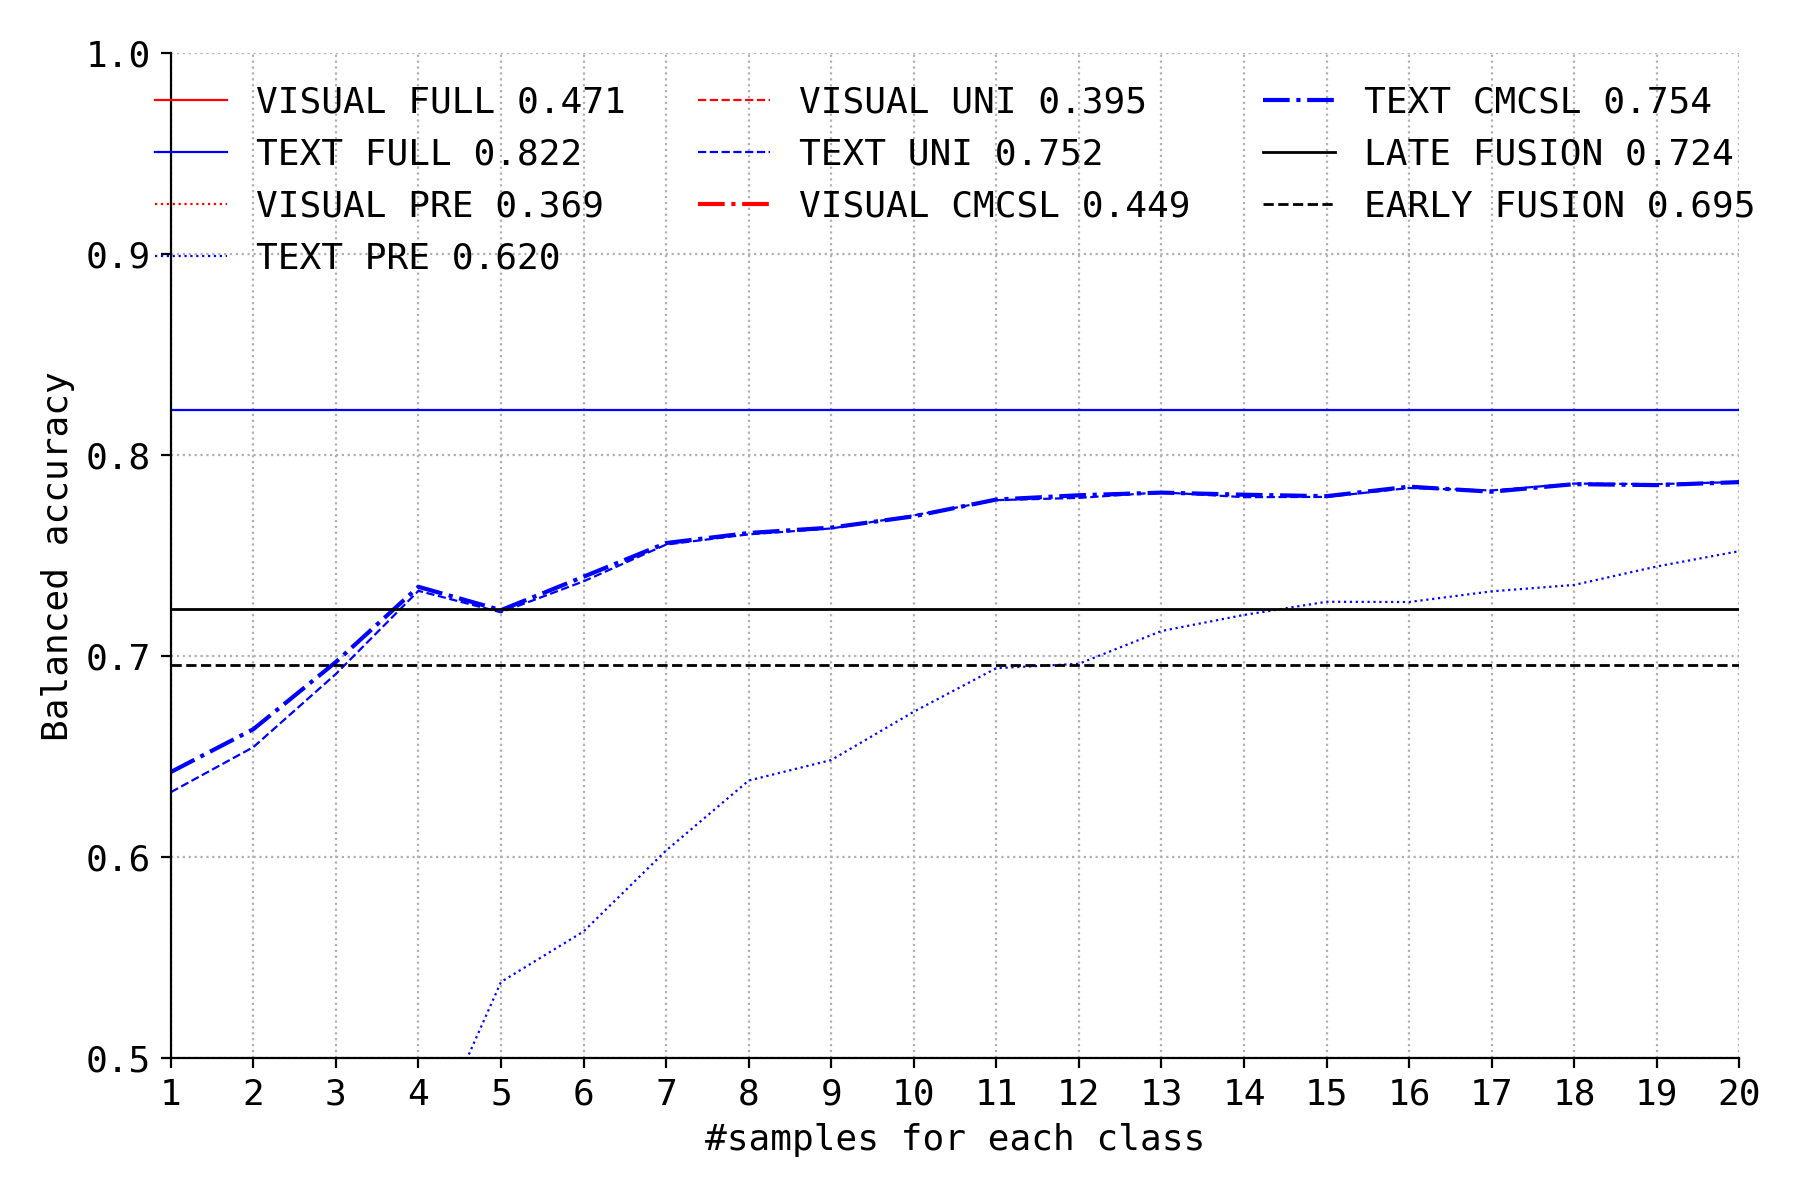 1.0
VISUAL FULL 0.471
TEXT FULL 0.822
VISUAL PRE 0.369
TEXT PRE 0.620
VISUAL UNI 0.395
TEXT UNI 0.752
VISUAL CMCSL 0.449
TEXT CMCSL 0.754
LATE FUSION 0.724
EARLY FUSION 0.695
0.9
0.8
0.7
0.6
0.5
Balanced accuracy
1 2 3 4 5 6 7 8 9 10 11 12 13 14 15 16 17 18 19 20
#samples for each class